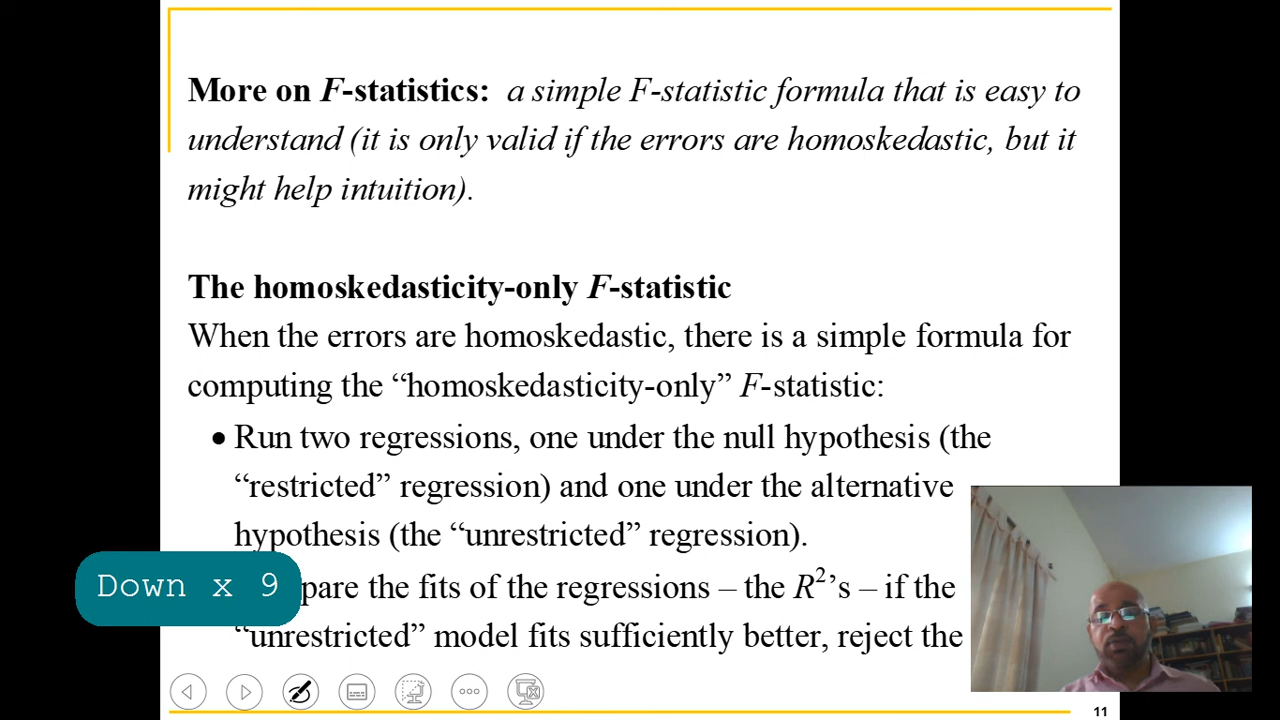 More on F-statistics: a simple F-statistic formula that is easy to
understand (it is only valid if the errors are homoskedastic, but it
might help intuition).
The homoskedasticity-only F-statistic
When the errors are homoskedastic, there is a simple formula for
computing the “homoskedasticity-only” F-statistic:
• Run two regressions, one under the null hypothesis (the
“restricted” regression) and one under the alternative
hypothesis (the “unrestricted” regression).
Down x 9
pare the fits of the regressions – the R²’s – if the
“unrestricted” model fits sufficiently better, reject the
11